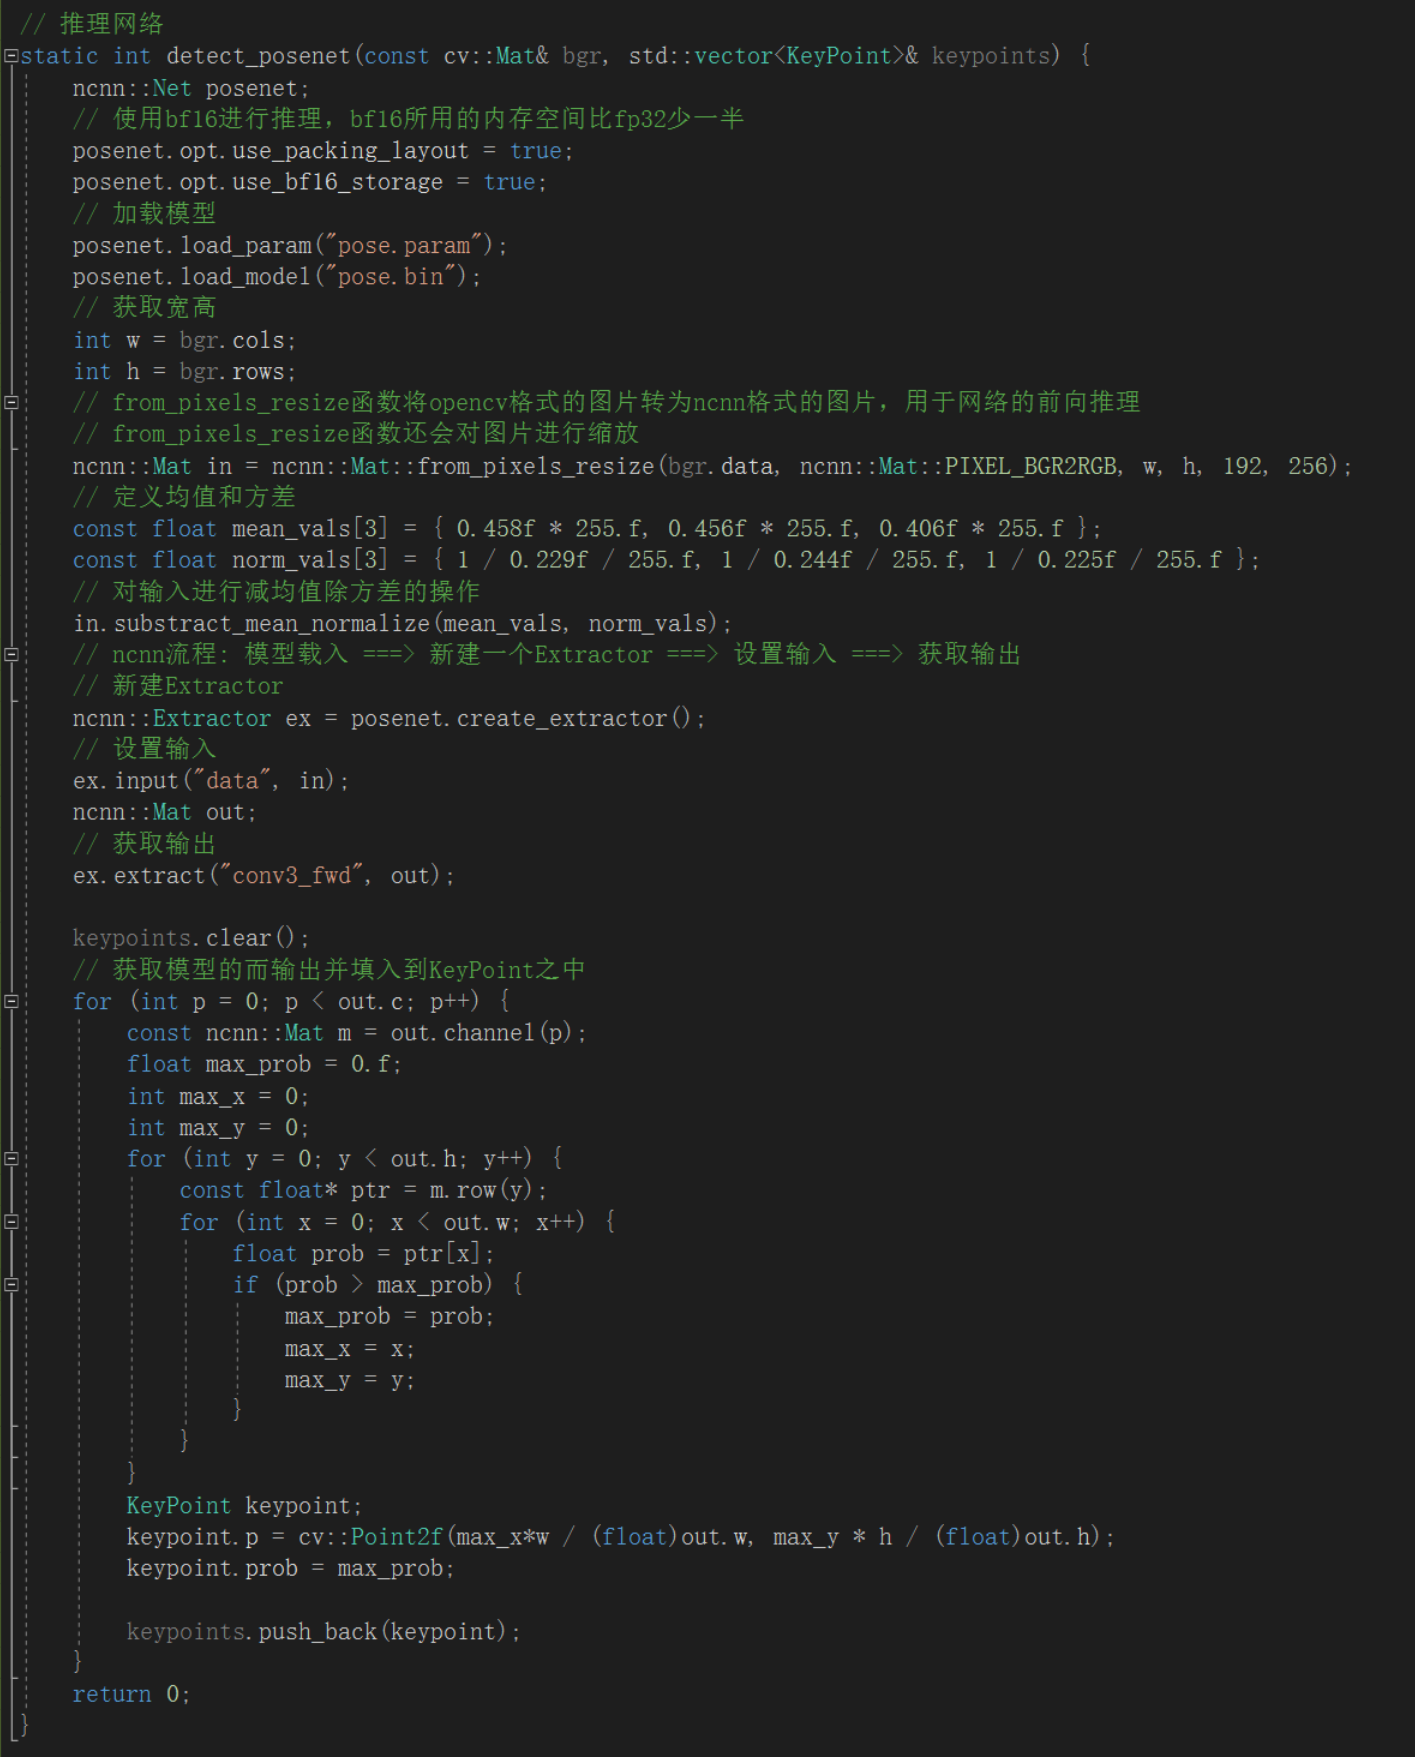 // 推理网络
static int detect_posenet(const cv::Mat& bgr, std::vector<KeyPoint>& keypoints) {
    ncnn::Net posenet;
    // 使用bf16进行推理，bf16所用的内存空间比fp32少一半
    posenet.opt.use_packing_layout = true;
    posenet.opt.use_bf16_storage = true;
    // 加载模型
    posenet.load_param("pose.param");
    posenet.load_model("pose.bin");
    // 获取宽高
    int w = bgr.cols;
    int h = bgr.rows;
    // from_pixels_resize函数将opencv格式的图片转为ncnn格式的图片，用于网络的前向推理
    // from_pixels_resize函数还会对图片进行缩放
    ncnn::Mat in = ncnn::Mat::from_pixels_resize(bgr.data, ncnn::Mat::PIXEL_BGR2RGB, w, h, 192, 256);
    // 定义均值和方差
    const float mean_vals[3] = { 0.458f * 255.f, 0.456f * 255.f, 0.406f * 255.f };
    const float norm_vals[3] = { 1 / 0.229f / 255.f, 1 / 0.244f / 255.f, 1 / 0.225f / 255.f };
    // 对输入进行减均值除方差的操作
    in.substract_mean_normalize(mean_vals, norm_vals);
    // ncnn流程: 模型载入 ===> 新建一个Extractor ===> 设置输入 ===> 获取输出
    // 新建Extractor
    ncnn::Extractor ex = posenet.create_extractor();
    // 设置输入
    ex.input("data", in);
    ncnn::Mat out;
    // 获取输出
    ex.extract("conv3_fwd", out);

    keypoints.clear();
    // 获取模型的而输出并填入到KeyPoint之中
    for (int p = 0; p < out.c; p++) {
        const ncnn::Mat m = out.channel(p);
        float max_prob = 0.f;
        int max_x = 0;
        int max_y = 0;
        for (int y = 0; y < out.h; y++) {
            const float* ptr = m.row(y);
            for (int x = 0; x < out.w; x++) {
                float prob = ptr[x];
                if (prob > max_prob) {
                    max_prob = prob;
                    max_x = x;
                    max_y = y;
                }
            }
        }
        KeyPoint keypoint;
        keypoint.p = cv::Point2f(max_x*w / (float)out.w, max_y * h / (float)out.h);
        keypoint.prob = max_prob;

        keypoints.push_back(keypoint);
    }
    return 0;
}